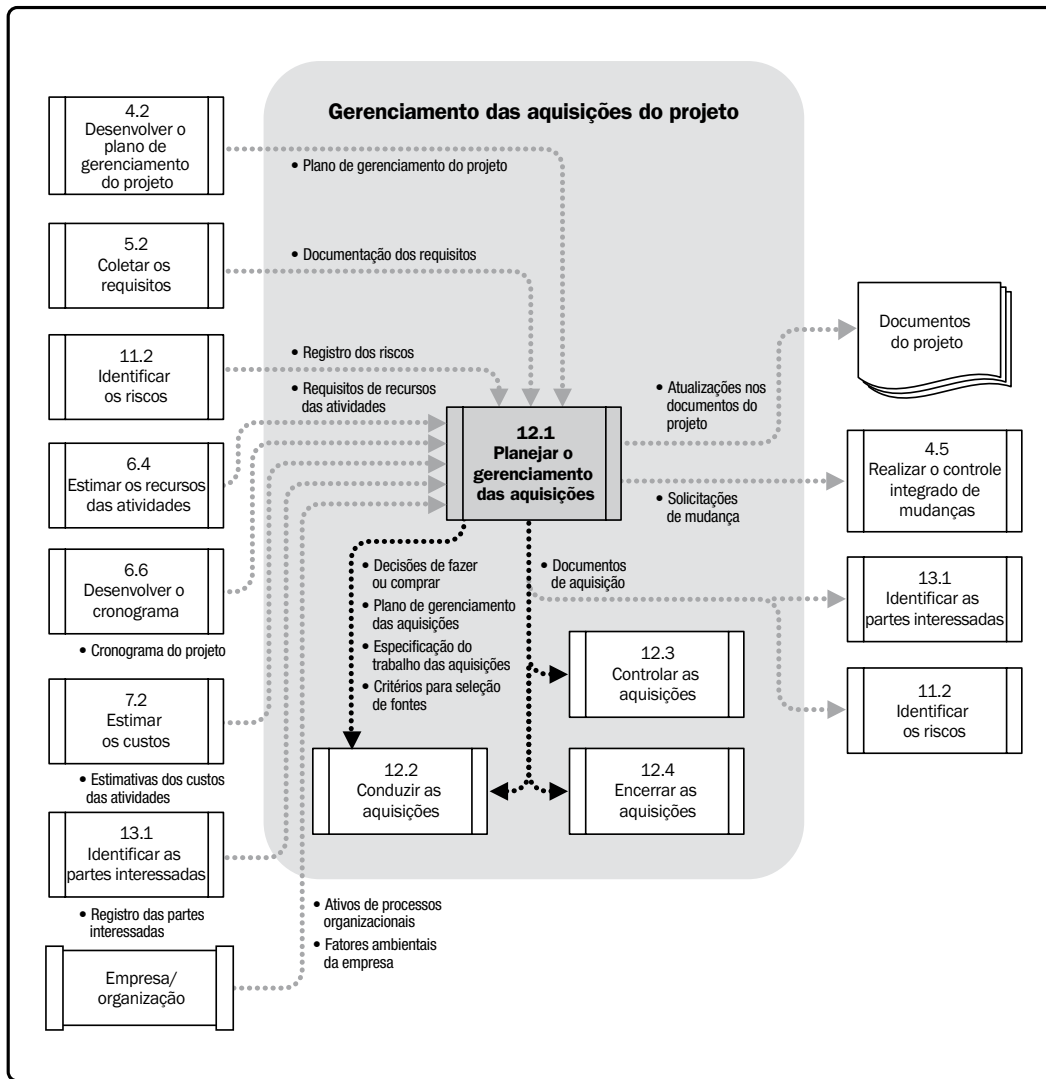 Gerenciamento das aquisições do projeto
4.2
Desenvolver o
plano de
gerenciamento
do projeto
• Plano de gerenciamento do projeto
5.2
Coletar os
requisitos
• Documentação dos requisitos
11.2
Identificar
os riscos
• Registro dos riscos
• Requisitos de recursos
das atividades
6.4
Estimar os recursos
das atividades
6.6
Desenvolver o
cronograma
• Cronograma do projeto
7.2
Estimar
os custos
• Estimativas dos custos
das atividades
13.1
Identificar as
partes interessadas
• Registro das partes
interessadas
Empresa/
organização
• Ativos de processos
organizacionais
• Fatores ambientais
da empresa
12.1
Planejar o
gerenciamento
das aquisições
• Decisões de fazer
ou comprar
• Plano de gerenciamento
das aquisições
• Especificação do
trabalho das aquisições
• Critérios para seleção
de fontes
• Documentos
de aquisição
12.2
Conduzir as
aquisições
12.3
Controlar as
aquisições
12.4
Encerrar as
aquisições
• Atualizações nos
documentos do
projeto
• Solicitações
de mudança
Documentos
do projeto
4.5
Realizar o controle
integrado de
mudanças
13.1
Identificar as
partes interessadas
11.2
Identificar
os riscos